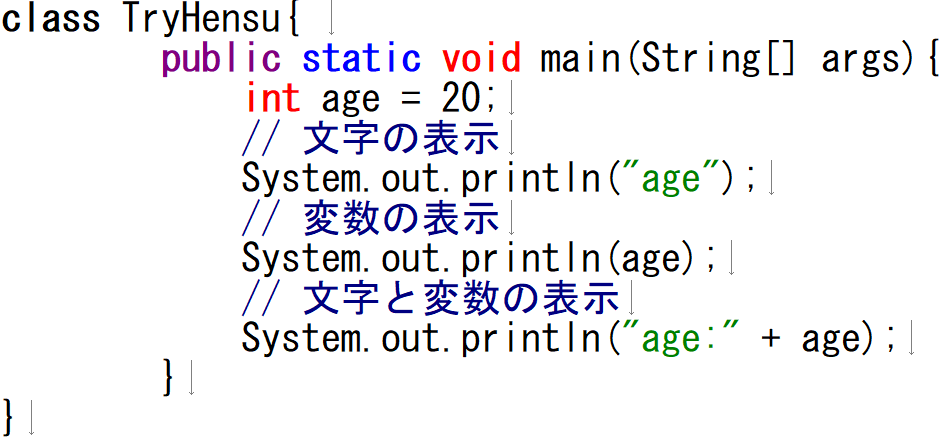 class TryHensu{
public static void main(String[] args){
int age = 20;
// 文字の表示
System.out.println("age");
// 変数の表示
System.out.println(age);
// 文字と変数の表示
System.out.println("age:" + age);
}
}